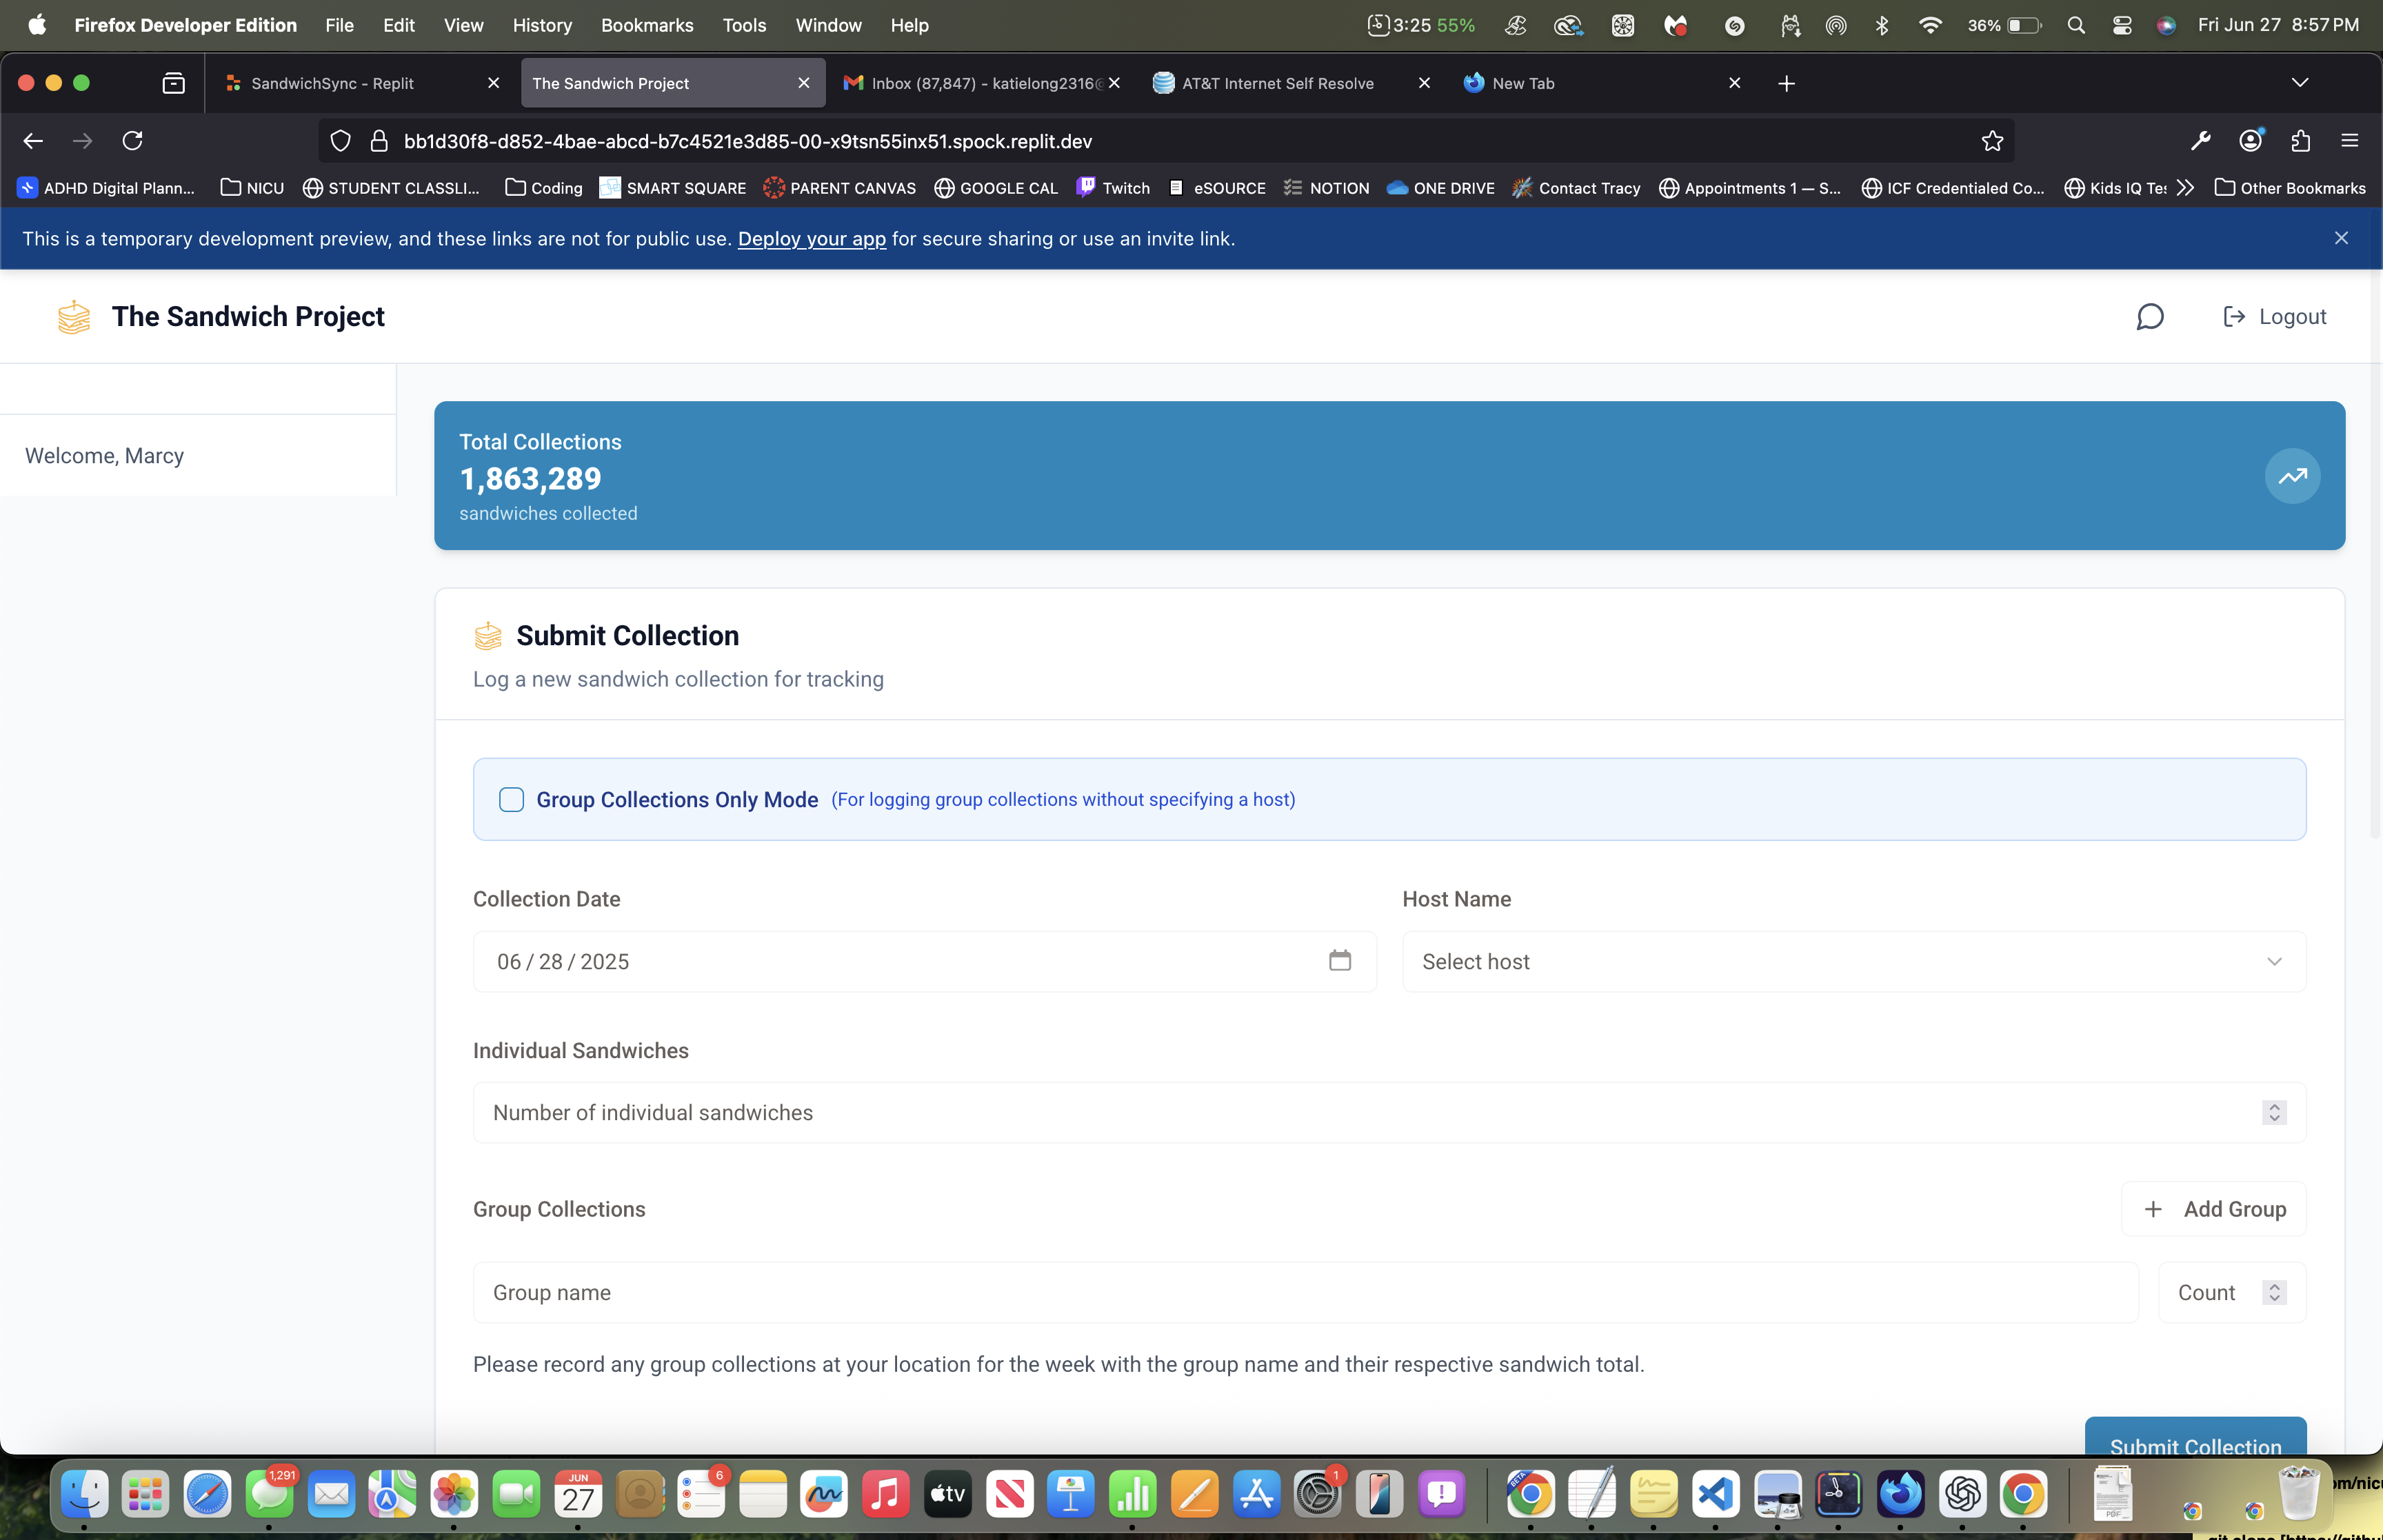 Firefox Developer Edition File Edit View History Bookmarks Tools Window Help 3:25 55% 36% Fri Jun 27 8:57 PM
SandwichSync - Replit The Sandwich Project Inbox (87,847) - katielong2316@ AT&T Internet Self Resolve New Tab
bb1d30f8-d852-4bae-abcd-b7c4521e3d85-00-x9tsn55inx51.spock.replit.dev
ADHD Digital Plann... NICU STUDENT CLASSLI... Coding SMART SQUARE PARENT CANVAS GOOGLE CAL Twitch eSOURCE NOTION ONE DRIVE Contact Tracy Appointments 1 — S... ICF Credentialed Co... Kids IQ Tes Other Bookmarks
This is a temporary development preview, and these links are not for public use. Deploy your app for secure sharing or use an invite link.
The Sandwich Project
Logout
Welcome, Marcy
Total Collections
1,863,289
sandwiches collected
Submit Collection
Log a new sandwich collection for tracking
Group Collections Only Mode (For logging group collections without specifying a host)
Collection Date Host Name
06 / 28 / 2025 Select host
Individual Sandwiches
Number of individual sandwiches
Group Collections Add Group
Group name Count
Please record any group collections at your location for the week with the group name and their respective sandwich total.
Submit Collection
1,291 JUN 27 6 tv 1 BETA PDF
om/nicu